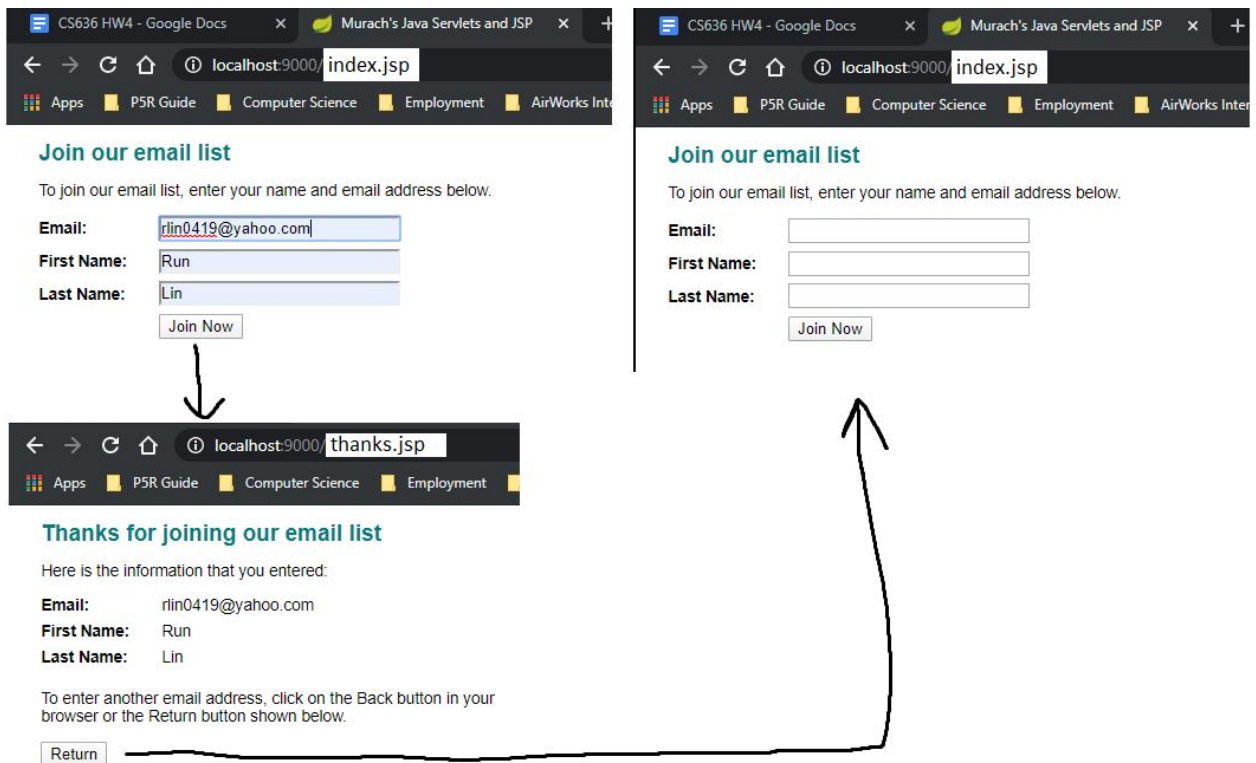 CS636 HW4 - Google Docs
Murach's Java Servlets and JSP
localhost:9000/ index.jsp
Apps P5R Guide Computer Science Employment AirWorks Inte
Join our email list
To join our email list, enter your name and email address below.
Email: rlin0419@yahoo.com
First Name: Run
Last Name: Lin
Join Now
localhost:9000/ thanks.jsp
Apps P5R Guide Computer Science Employment
Thanks for joining our email list
Here is the information that you entered:
Email: rlin0419@yahoo.com
First Name: Run
Last Name: Lin
To enter another email address, click on the Back button in your
browser or the Return button shown below.
Return
CS636 HW4 - Google Docs
Murach's Java Servlets and JSP
localhost:9000/ index.jsp
Apps P5R Guide Computer Science Employment AirWorks Inter
Join our email list
To join our email list, enter your name and email address below.
Email:
First Name:
Last Name:
Join Now